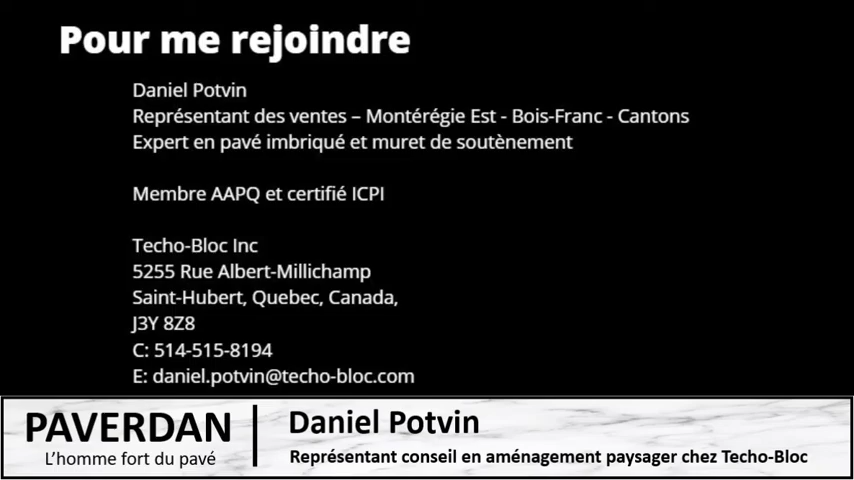 Pour me rejoindre
Daniel Potvin
Représentant des ventes – Montérégie Est - Bois-Franc - Cantons
Expert en pavé imbriqué et muret de soutènement
Membre AAPQ et certifié ICPI
Techo-Bloc Inc
5255 Rue Albert-Millichamp
Saint-Hubert, Quebec, Canada,
J3Y 8Z8
C: 514-515-8194
E: daniel.potvin@techo-bloc.com
PAVERDAN
L'homme fort du pavé
Daniel Potvin
Représentant conseil en aménagement paysager chez Techo-Bloc